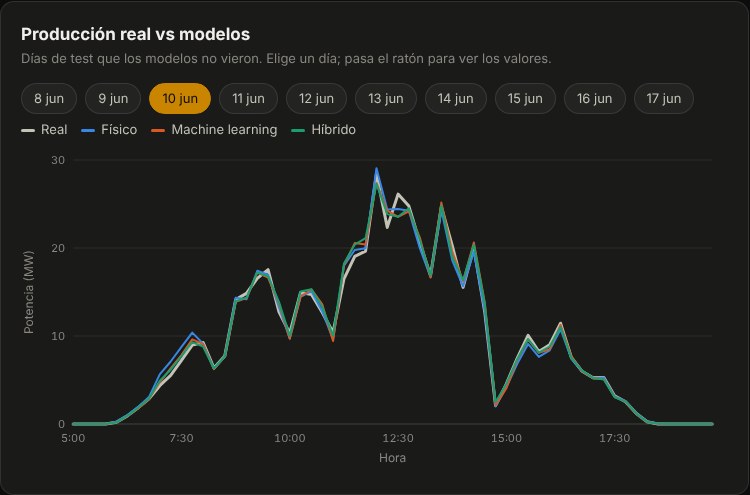 Producción real vs modelos
Días de test que los modelos no vieron. Elige un día; pasa el ratón para ver los valores.
8 jun 9 jun 10 jun 11 jun 12 jun 13 jun 14 jun 15 jun 16 jun 17 jun
Real Físico Machine learning Híbrido
30
20
10
0
Potencia (MW)
5:00 7:30 10:00 12:30 15:00 17:30
Hora